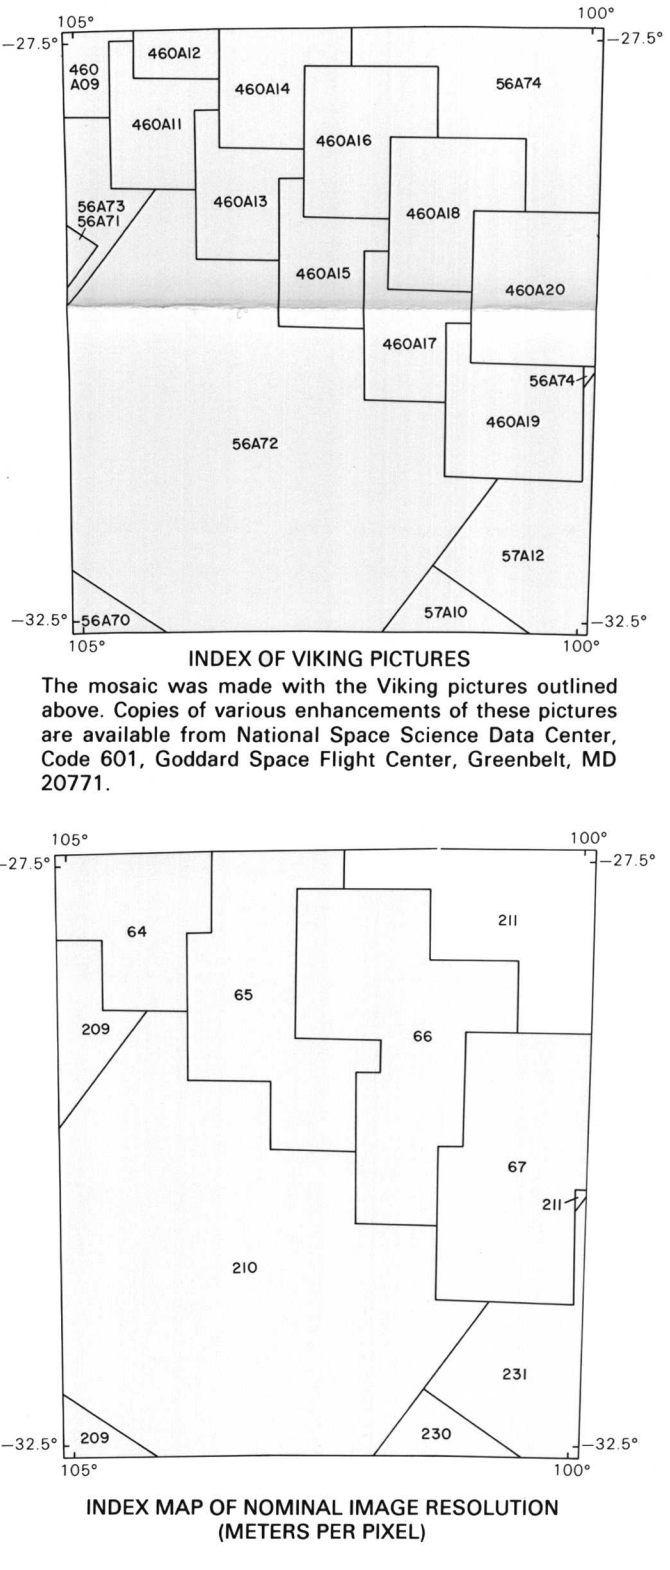 105°
100°
−27.5°
−27.5°
460A12
460
A09
460A14
56A74
460A11
460A16
56A73
56A71
460A13
460A18
460A15
460A20
460A17
56A74
460A19
56A72
57A12
57A10
56A70
−32.5°
−32.5°
105°
100°
INDEX OF VIKING PICTURES
The mosaic was made with the Viking pictures outlined
above. Copies of various enhancements of these pictures
are available from National Space Science Data Center,
Code 601, Goddard Space Flight Center, Greenbelt, MD
20771.
105°
100°
−27.5°
−27.5°
211
64
65
209
66
67
211
210
231
230
209
−32.5°
−32.5°
105°
100°
INDEX MAP OF NOMINAL IMAGE RESOLUTION
(METERS PER PIXEL)